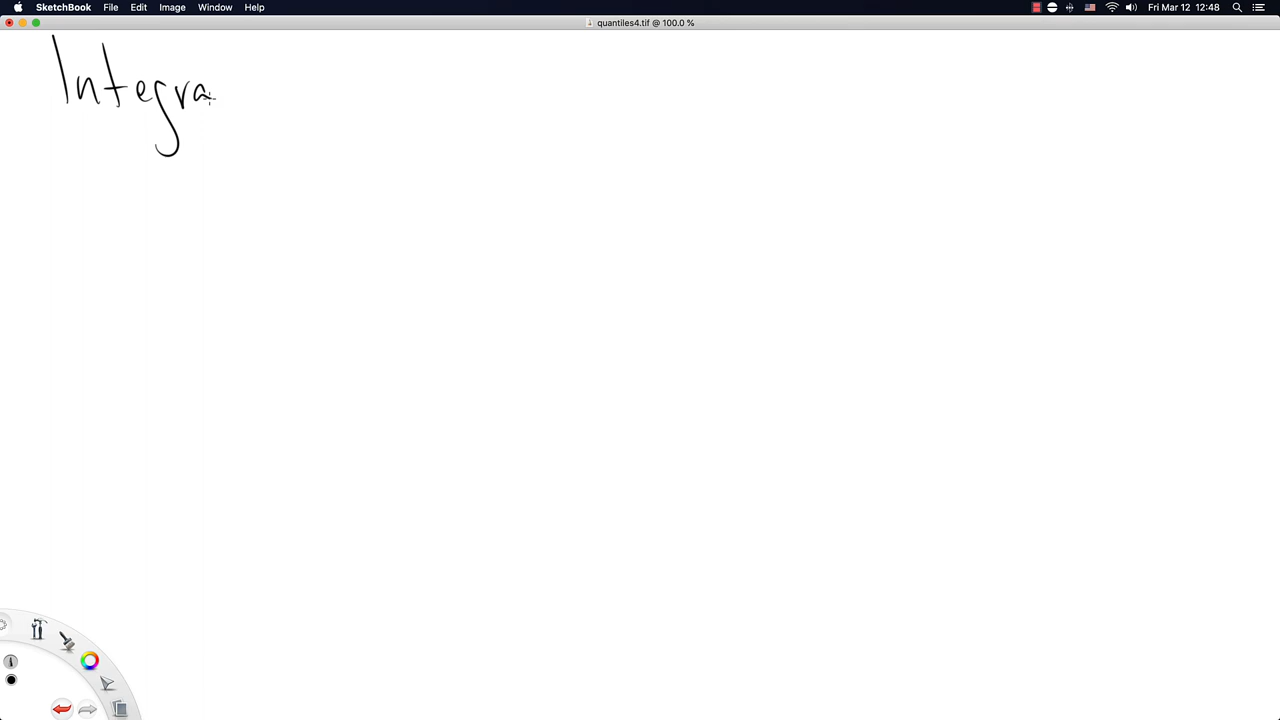 SketchBook File Edit Image Window Help Fri Mar 12 12:48
quantiles4.tif @ 100.0 %
Integra